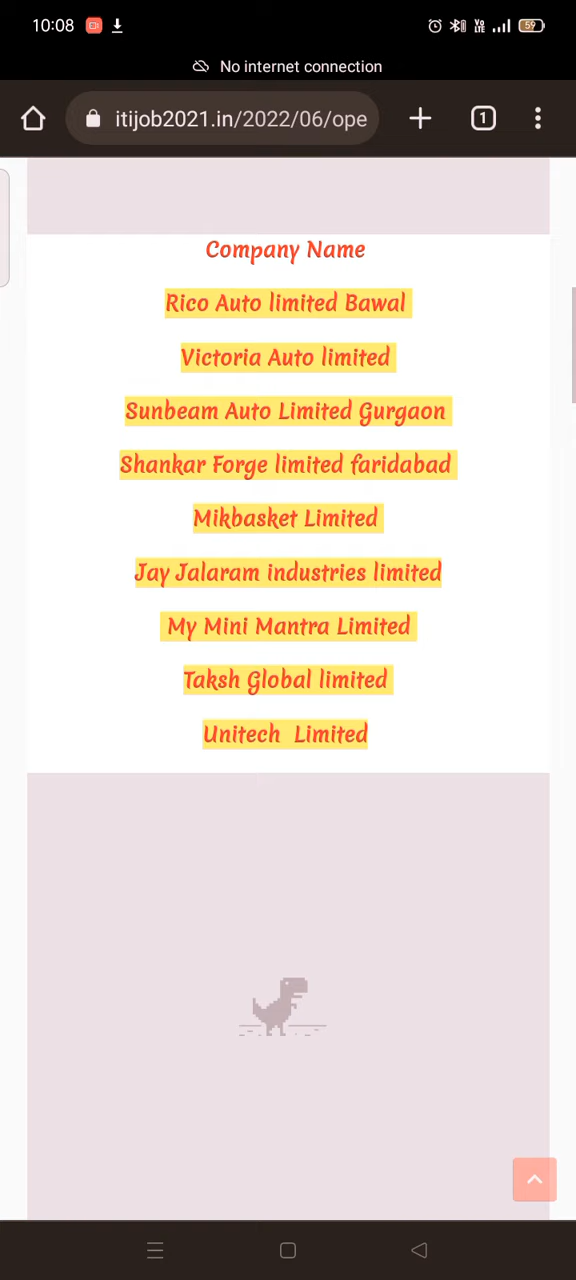 10:08
59
No internet connection
itijob2021.in/2022/06/ope
1
Company Name
Rico Auto limited Bawal
Victoria Auto limited
Sunbeam Auto Limited Gurgaon
Shankar Forge limited faridabad
Mikbasket Limited
Jay Jalaram industries limited
My Mini Mantra Limited
Taksh Global limited
Unitech Limited